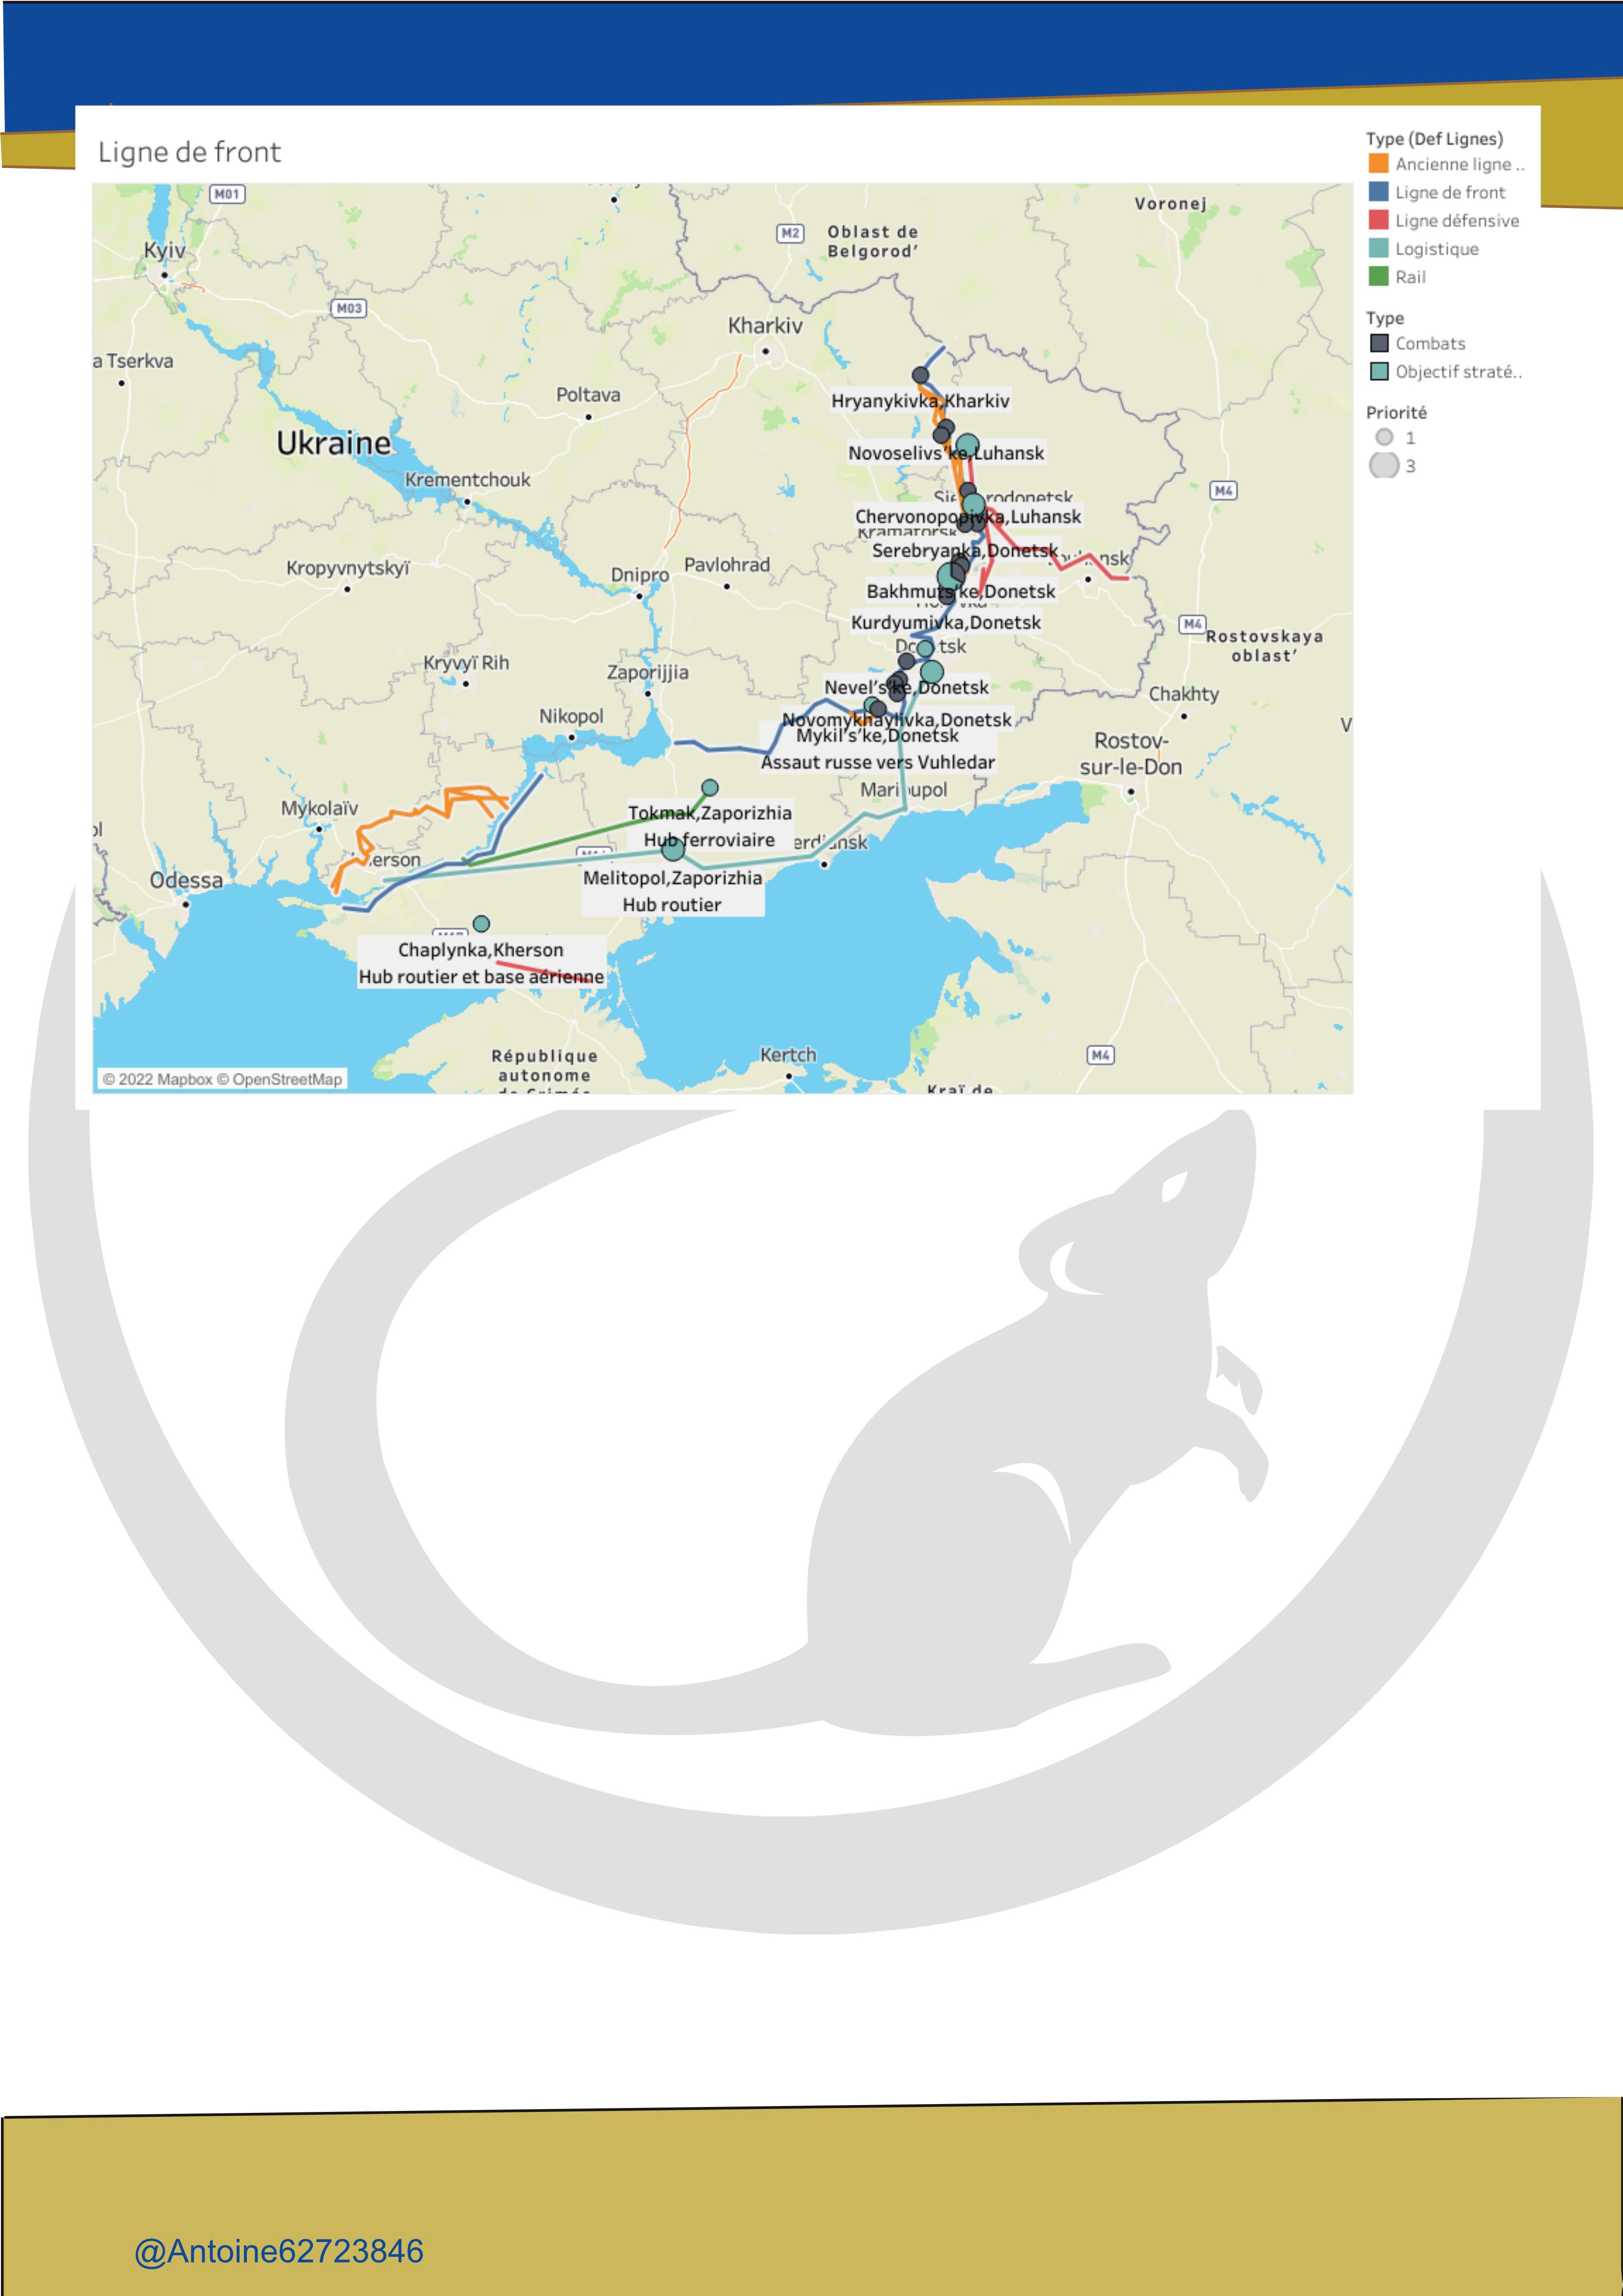 Ligne de front
Type (Def Lignes)
Ancienne ligne ..
Ligne de front
Ligne défensive
Logistique
Rail
Type
Combats
Objectif straté..
Priorité
1
3
M01
Voronej
M2
Oblast de
Belgorod'
Kyiv
M03
Kharkiv
a Tserkva
Poltava
Hryanykivka,Kharkiv
Ukraine
Novoselivs'ke,Luhansk
Krementchouk
M4
Chervonopopivka,Luhansk
Kramatorsk
Serebryanka,Donetsk
Kropyvnytskyï
Dnipro
Pavlohrad
Bakhmuts'ke,Donetsk
Kurdyumivka,Donetsk
M4
Rostovskaya
oblast'
Kryvyï Rih
Zaporijjia
Nevel's'ke,Donetsk
Chakhty
Nikopol
Novomykhaylivka,Donetsk
Mykil's'ke,Donetsk
Assaut russe vers Vuhledar
V
Rostov-
sur-le-Don
Marioupol
Mykolaïv
Tokmak,Zaporizhia
Hub ferroviaire
erdiansk
erson
Odessa
Melitopol,Zaporizhia
Hub routier
Chaplynka,Kherson
Hub routier et base aérienne
République
autonome
Kertch
M4
© 2022 Mapbox © OpenStreetMap
@Antoine62723846